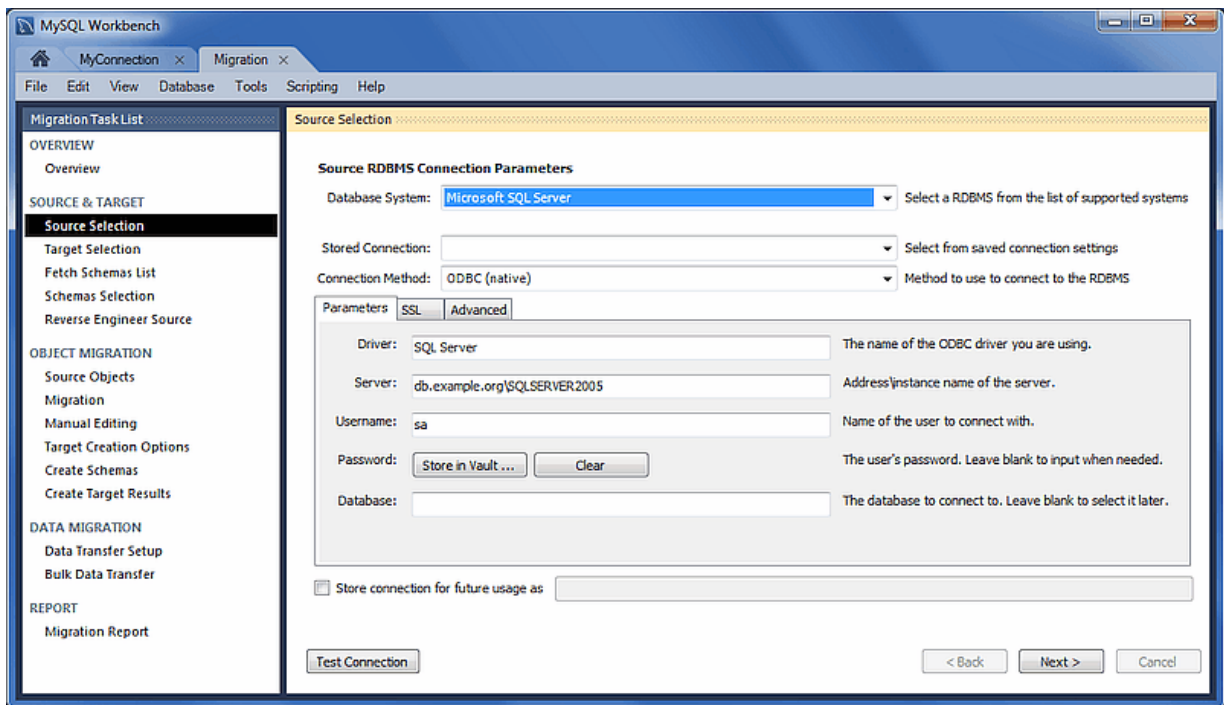 MySQL Workbench
MyConnection
Migration
File Edit View Database Tools Scripting Help
Migration Task List
OVERVIEW
Overview
SOURCE & TARGET
Source Selection
Target Selection
Fetch Schemas List
Schemas Selection
Reverse Engineer Source
OBJECT MIGRATION
Source Objects
Migration
Manual Editing
Target Creation Options
Create Schemas
Create Target Results
DATA MIGRATION
Data Transfer Setup
Bulk Data Transfer
REPORT
Migration Report
Source Selection
Source RDBMS Connection Parameters
Database System: Microsoft SQL Server Select a RDBMS from the list of supported systems
Stored Connection: Select from saved connection settings
Connection Method: ODBC (native) Method to use to connect to the RDBMS
Parameters SSL Advanced
Driver: SQL Server The name of the ODBC driver you are using.
Server: db.example.org\SQLSERVER2005 Address\instance name of the server.
Username: sa Name of the user to connect with.
Password: Store in Vault ... Clear The user's password. Leave blank to input when needed.
Database: The database to connect to. Leave blank to select it later.
Store connection for future usage as
Test Connection < Back Next > Cancel